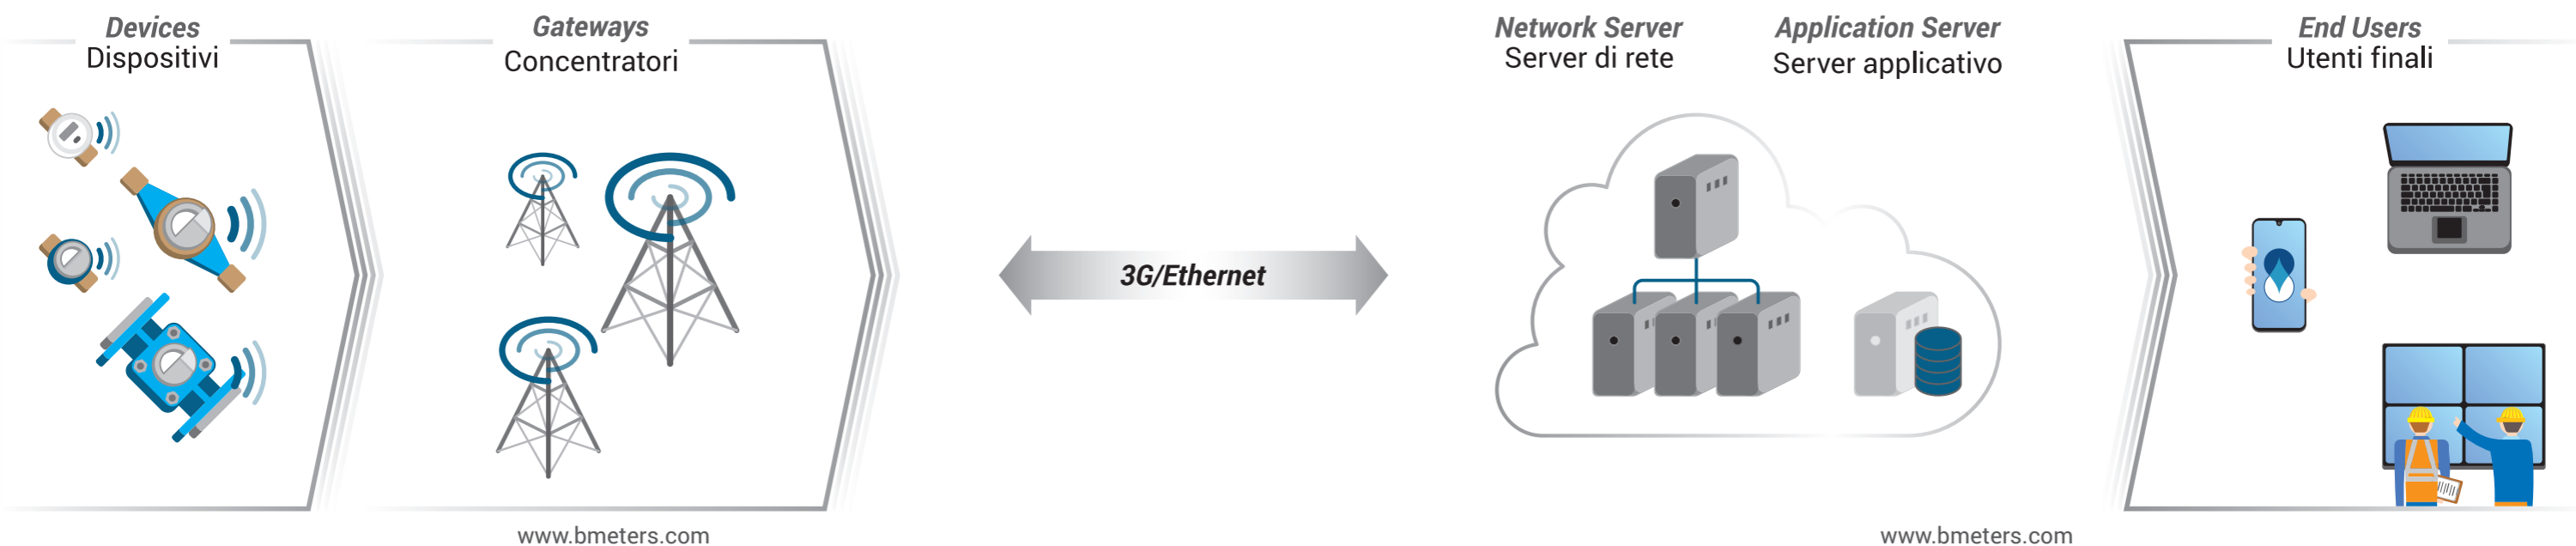 Devices
Dispositivi
Gateways
Concentratori
3G/Ethernet
Network Server
Server di rete
Application Server
Server applicativo
End Users
Utenti finali
www.bmeters.com
www.bmeters.com